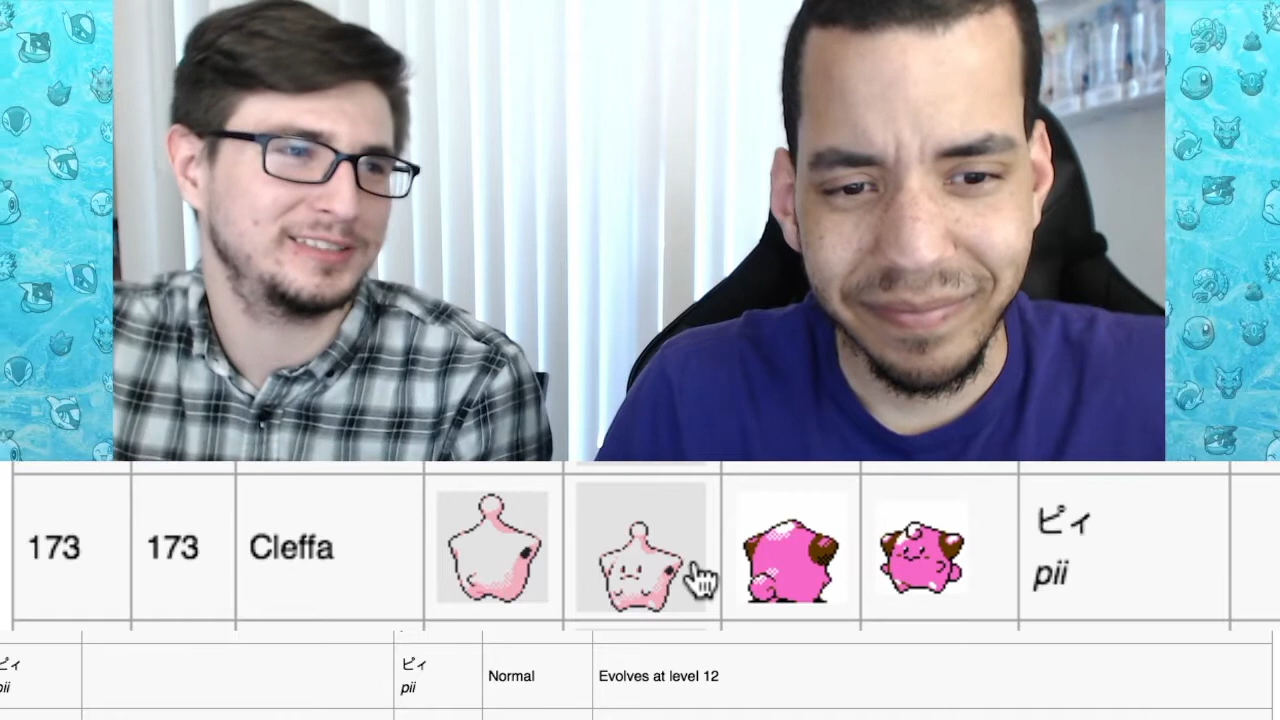 173
173
Cleffa
ピィ
pii
ピィ
pii
ピィ
pii
Normal
Evolves at level 12